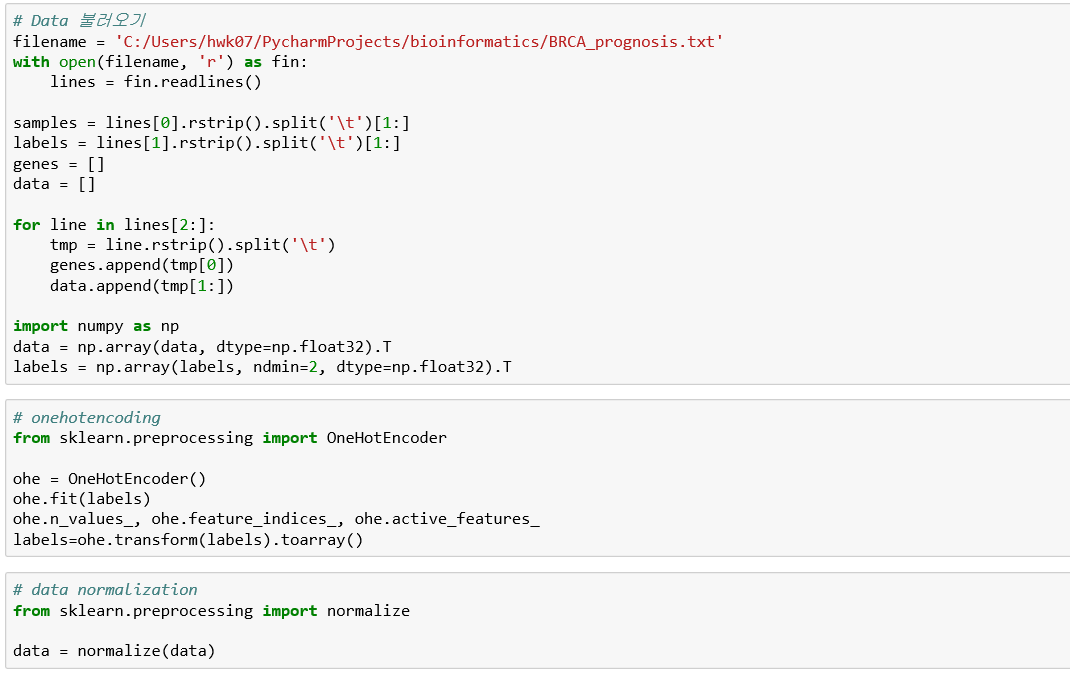 # Data 불러오기
filename = 'C:/Users/hwk07/PycharmProjects/bioinformatics/BRCA_prognosis.txt'
with open(filename, 'r') as fin:
    lines = fin.readlines()

samples = lines[0].rstrip().split('\t')[1:]
labels = lines[1].rstrip().split('\t')[1:]
genes = []
data = []

for line in lines[2:]:
    tmp = line.rstrip().split('\t')
    genes.append(tmp[0])
    data.append(tmp[1:])

import numpy as np
data = np.array(data, dtype=np.float32).T
labels = np.array(labels, ndmin=2, dtype=np.float32).T

# onehotencoding
from sklearn.preprocessing import OneHotEncoder

ohe = OneHotEncoder()
ohe.fit(labels)
ohe.n_values_, ohe.feature_indices_, ohe.active_features_
labels=ohe.transform(labels).toarray()

# data normalization
from sklearn.preprocessing import normalize

data = normalize(data)